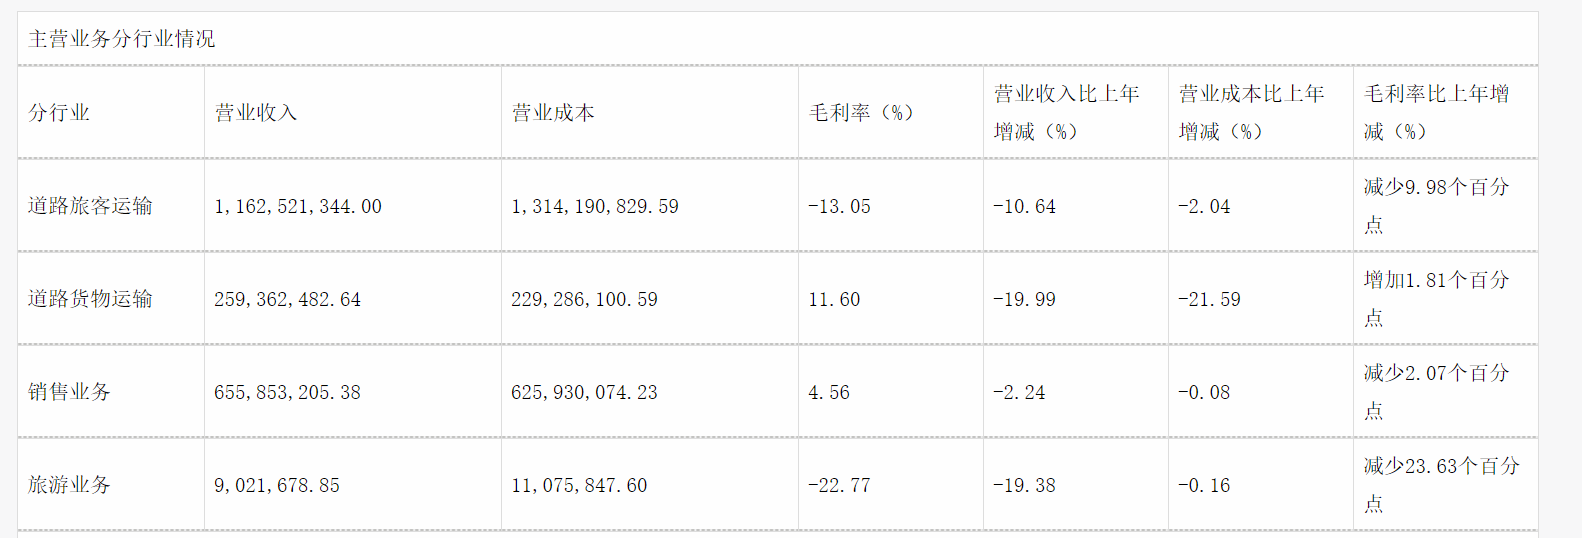 主营业务分行业情况
分行业 营业收入 营业成本 毛利率（%） 营业收入比上年增减（%） 营业成本比上年增减（%） 毛利率比上年增减（%）
道路旅客运输 1,162,521,344.00 1,314,190,829.59 -13.05 -10.64 -2.04 减少9.98个百分点
道路货物运输 259,362,482.64 229,286,100.59 11.60 -19.99 -21.59 增加1.81个百分点
销售业务 655,853,205.38 625,930,074.23 4.56 -2.24 -0.08 减少2.07个百分点
旅游业务 9,021,678.85 11,075,847.60 -22.77 -19.38 -0.16 减少23.63个百分点